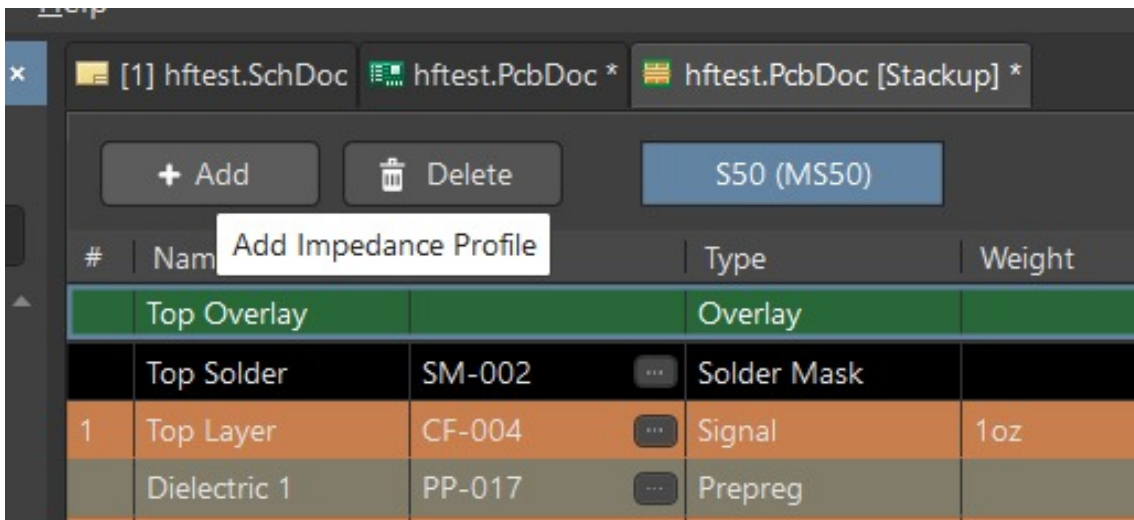 Help
[1] hftest.SchDoc hftest.PcbDoc * hftest.PcbDoc [Stackup] *
+ Add Delete S50 (MS50)
Add Impedance Profile
# Nam Type Weight
Top Overlay Overlay
Top Solder SM-002 ... Solder Mask
1 Top Layer CF-004 ... Signal 1oz
Dielectric 1 PP-017 ... Prepreg